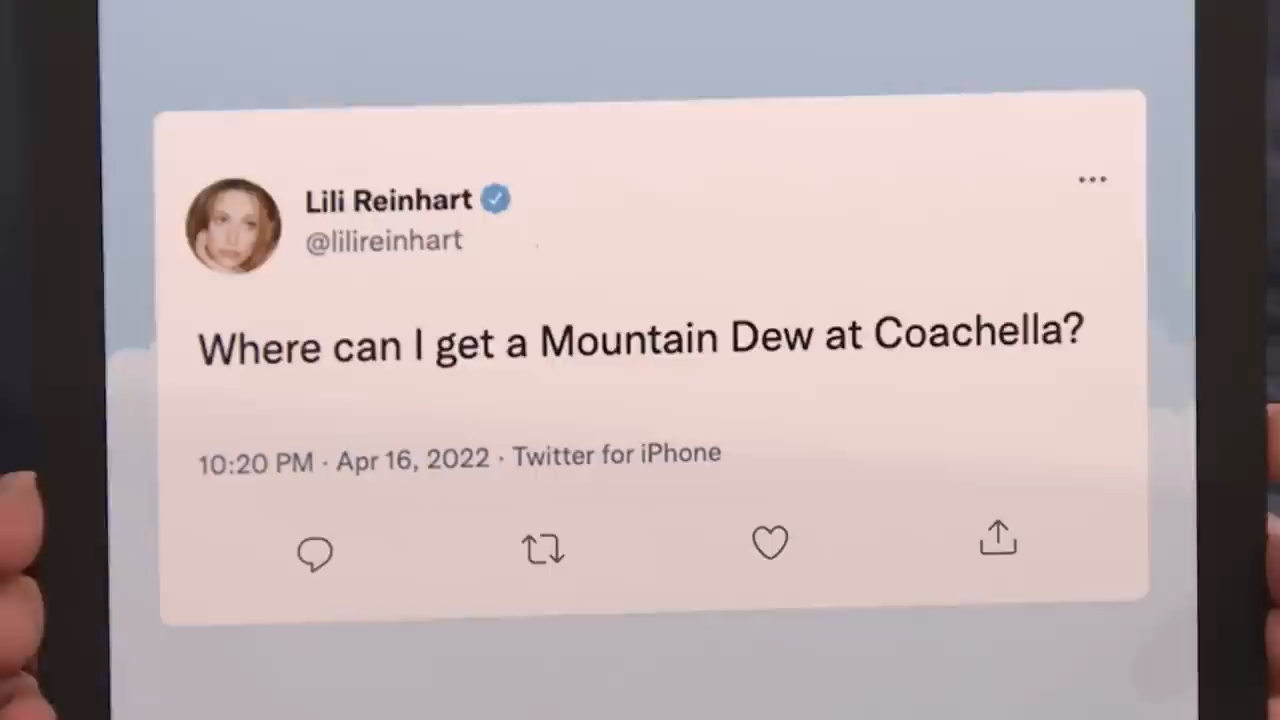 Lili Reinhart
@lilireinhart
Where can I get a Mountain Dew at Coachella?
10:20 PM · Apr 16, 2022 · Twitter for iPhone